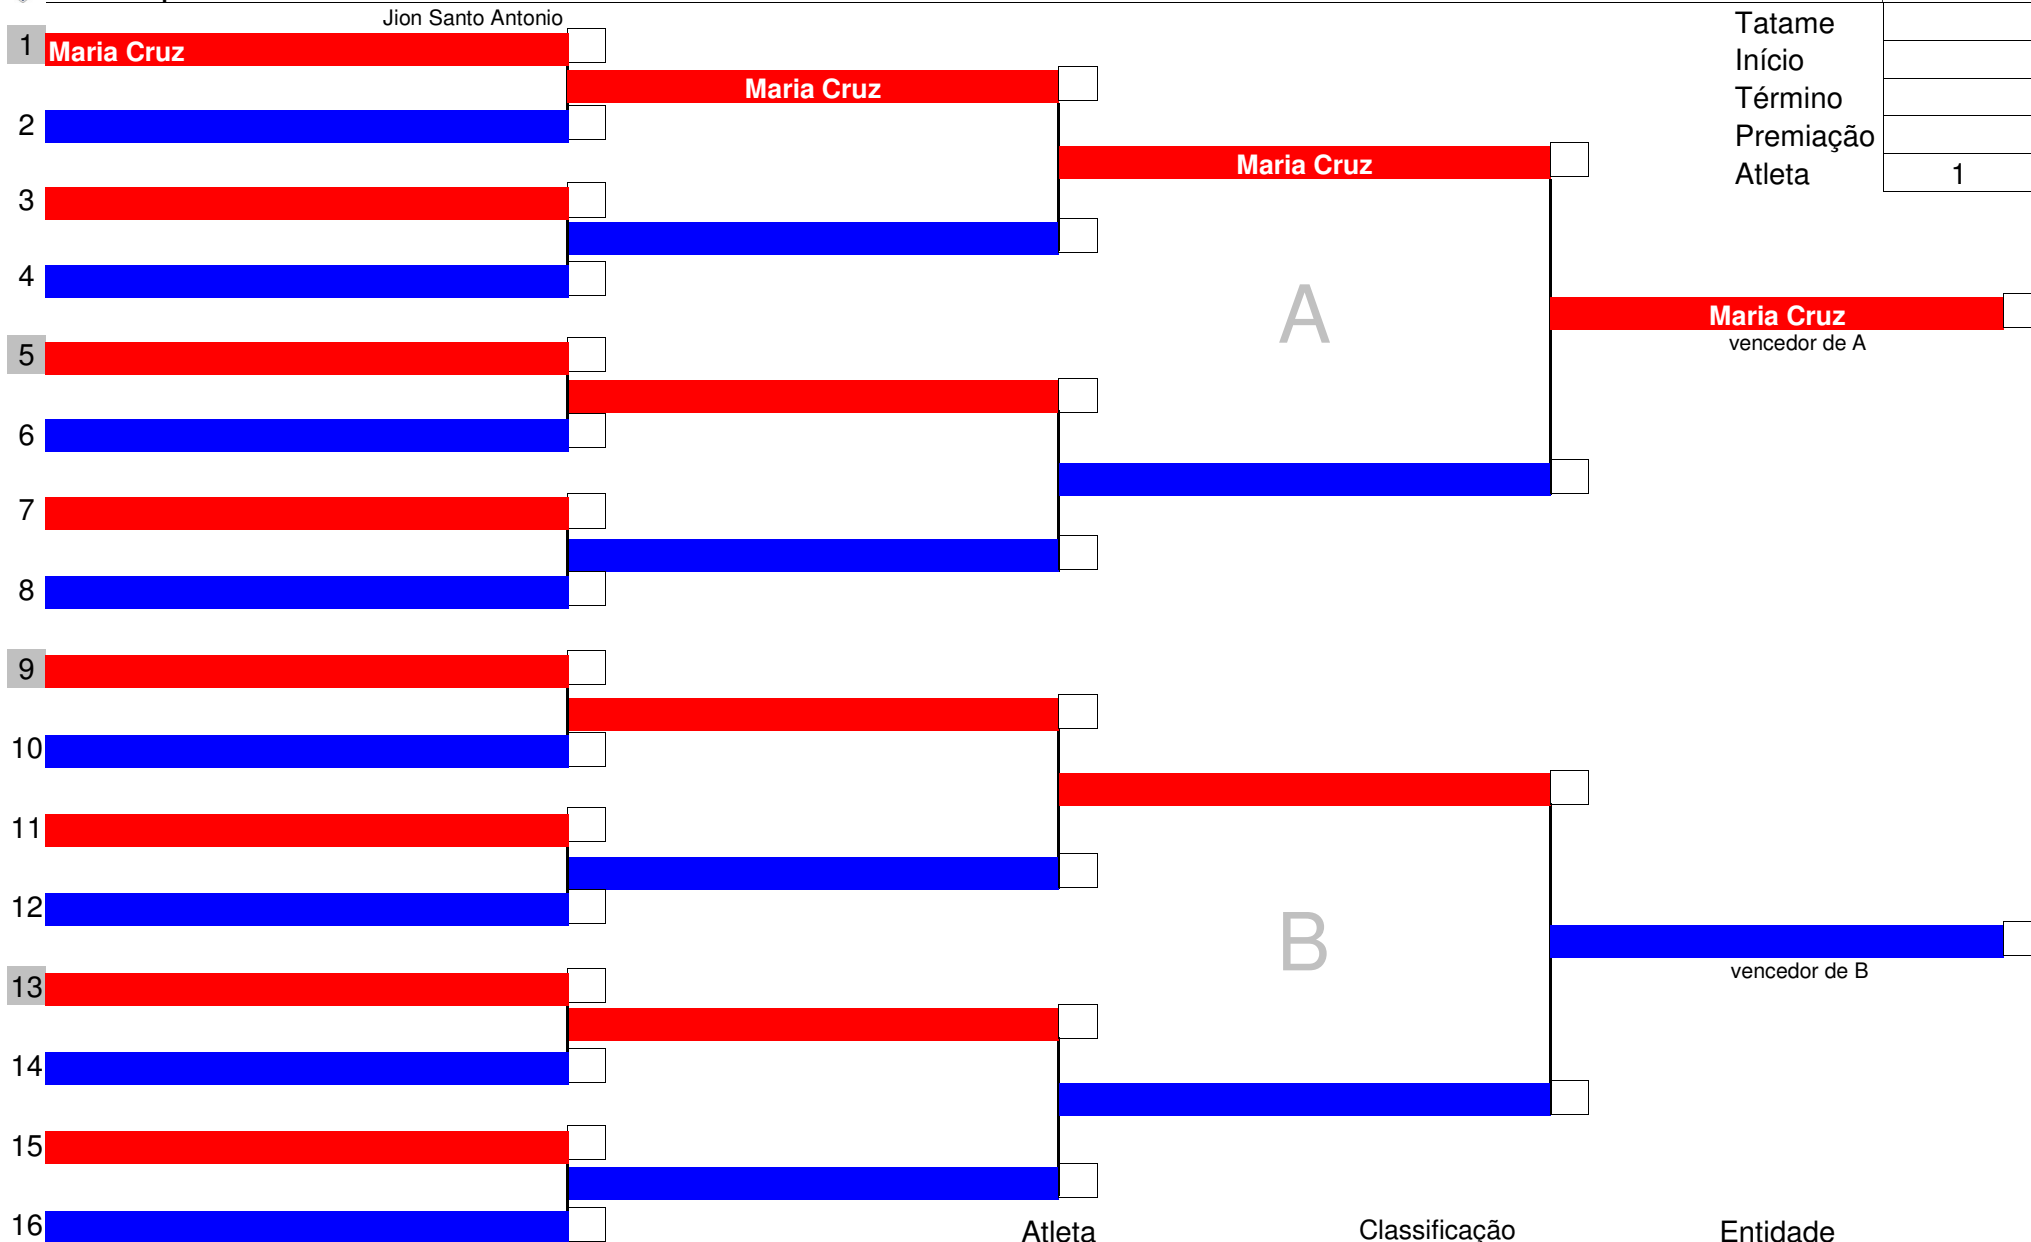 Jion Santo Antonio
Tatame
1 Maria Cruz
Início
Maria Cruz
Término
2
Premiação
Maria Cruz
Atleta 1
3
4
A
Maria Cruz
vencedor de A
5
6
7
8
9
10
11
12
B
vencedor de B
13
14
15
16
Atleta Classificação Entidade